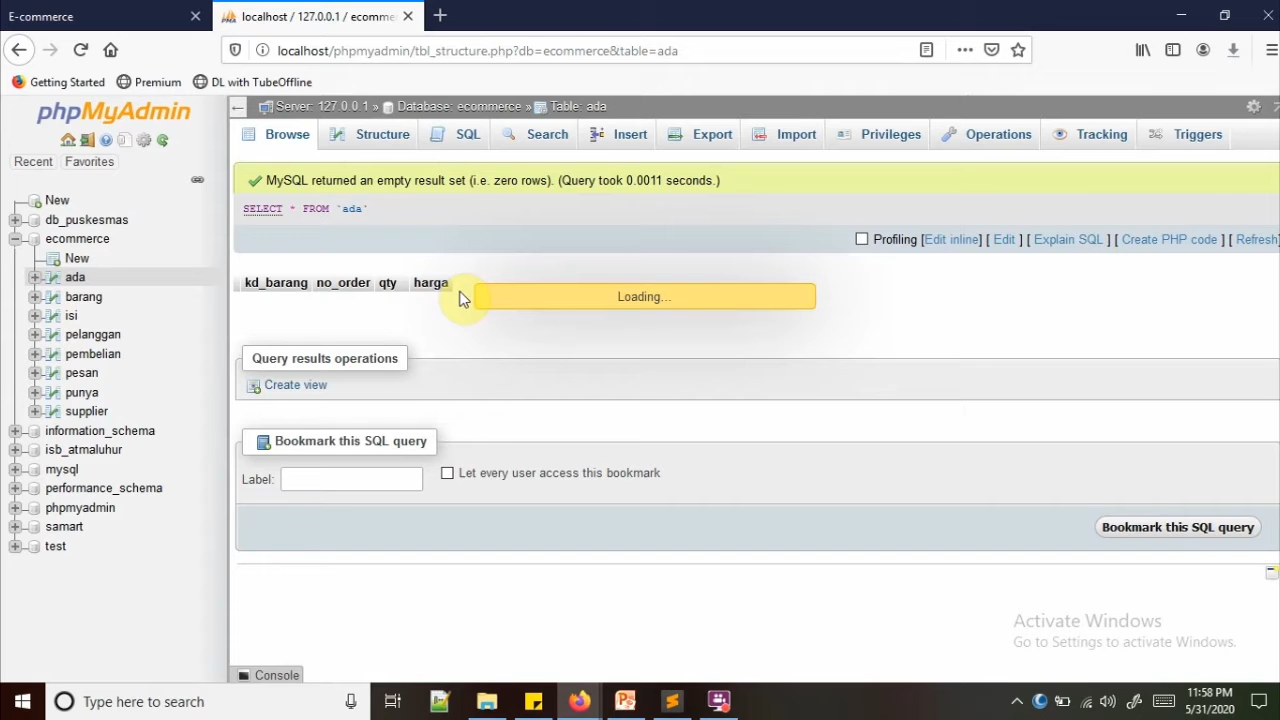 E-commerce
localhost / 127.0.0.1 / ecomme
localhost/phpmyadmin/tbl_structure.php?db=ecommerce&table=ada
Getting Started
Premium
DL with TubeOffline
phpMyAdmin
Recent
Favorites
New
db_puskesmas
ecommerce
New
ada
barang
isi
pelanggan
pembelian
pesan
punya
supplier
information_schema
isb_atmaluhur
mysql
performance_schema
phpmyadmin
samart
test
Server: 127.0.0.1 » Database: ecommerce » Table: ada
Browse
Structure
SQL
Search
Insert
Export
Import
Privileges
Operations
Tracking
Triggers
MySQL returned an empty result set (i.e. zero rows). (Query took 0.0011 seconds.)
SELECT * FROM `ada`
Profiling [Edit inline] [ Edit ] [ Explain SQL ] [ Create PHP code ] [ Refresh
kd_barang no_order qty harga
Loading...
Query results operations
Create view
Bookmark this SQL query
Label:
Let every user access this bookmark
Bookmark this SQL query
Activate Windows
Go to Settings to activate Windows.
Console
Type here to search
11:58 PM
5/31/2020